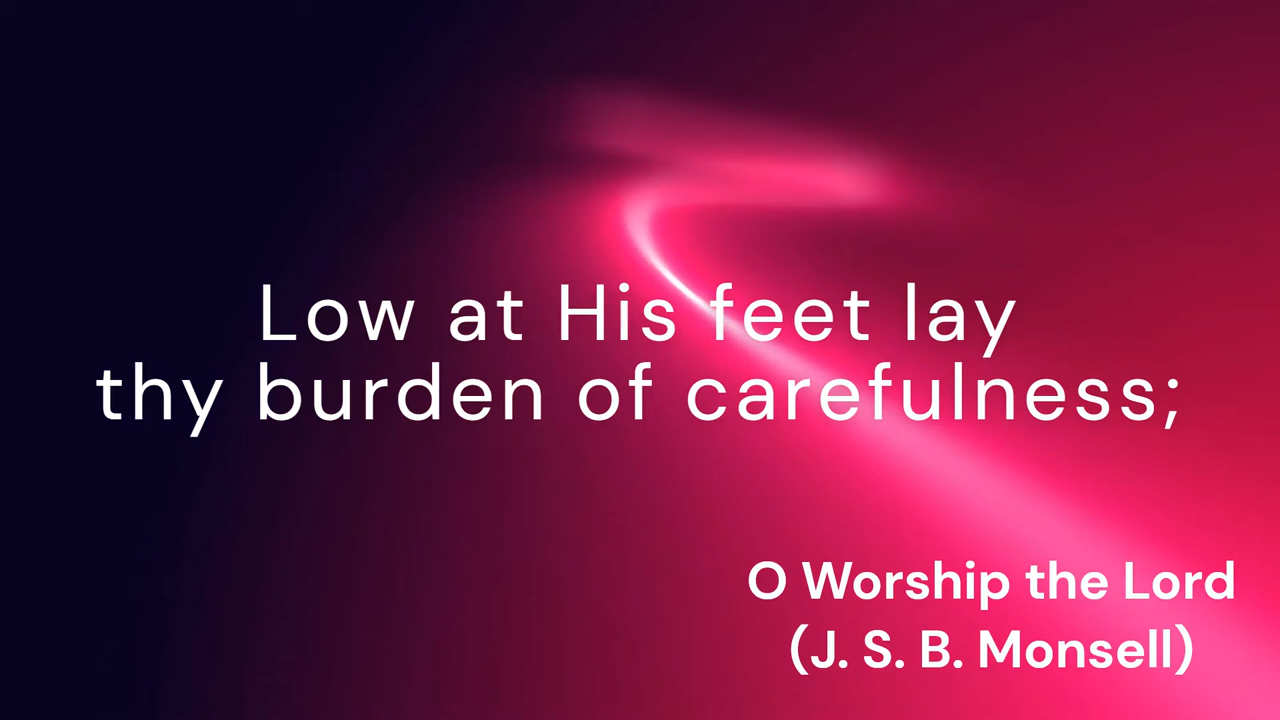 Low at His feet lay
thy burden of carefulness;
O Worship the Lord
(J. S. B. Monsell)